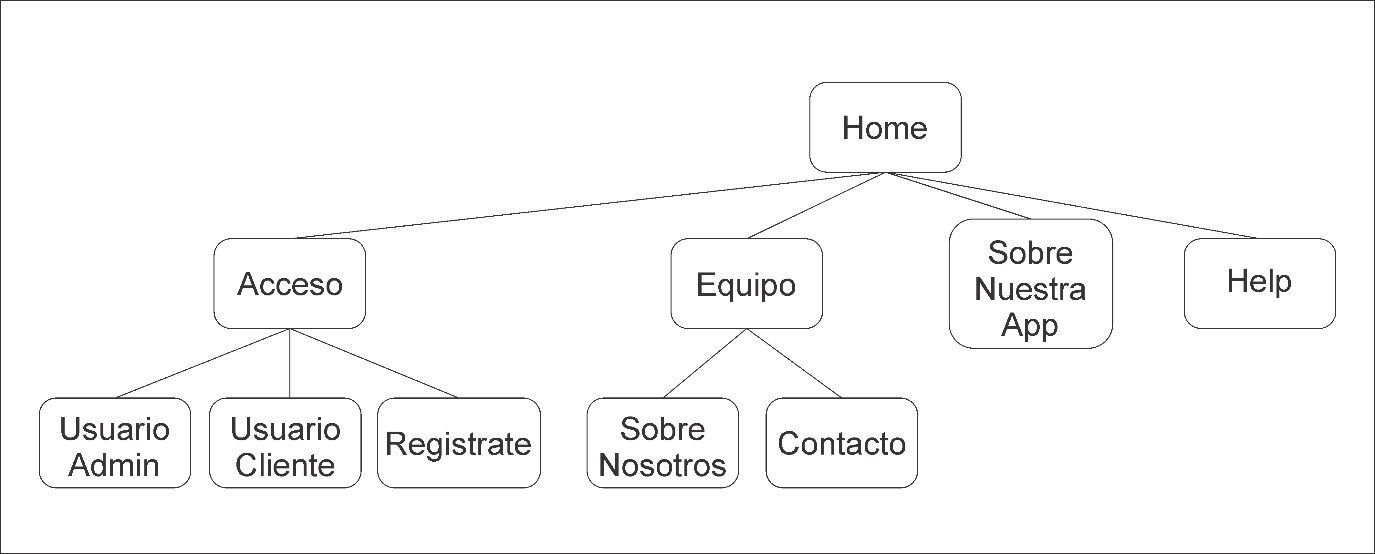 Home
Acceso
Equipo
Sobre
Nuestra
App
Help
Usuario
Admin
Usuario
Cliente
Registrate
Sobre
Nosotros
Contacto